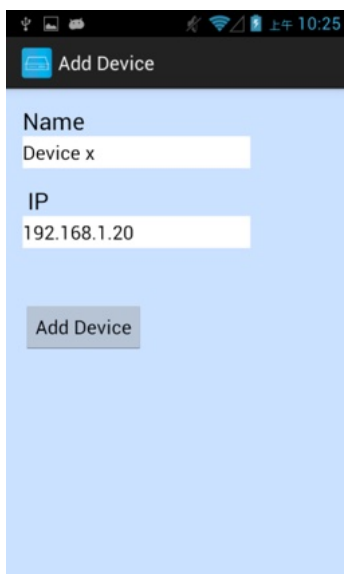 上午 10:25
Add Device
Name
Device x
IP
192.168.1.20
Add Device